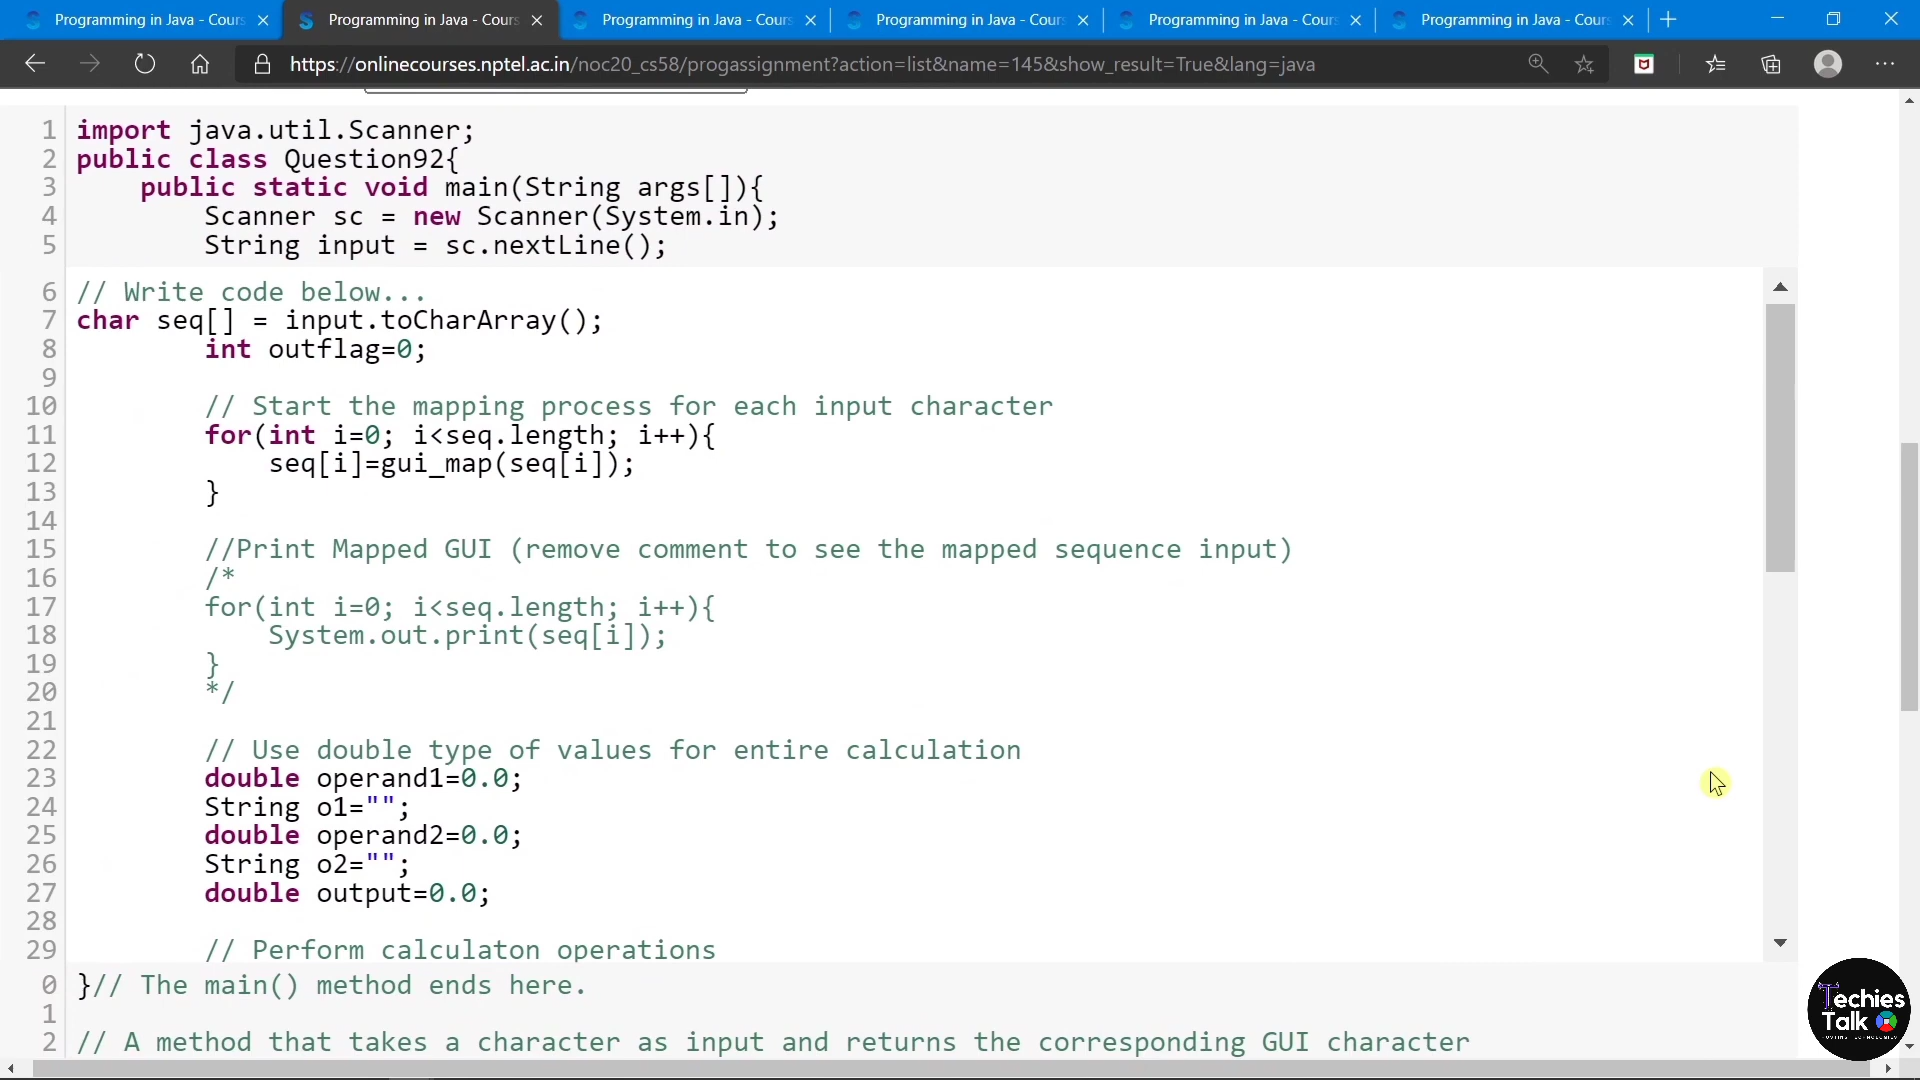 Programming in Java - Cours
Programming in Java - Cours
Programming in Java - Cours
Programming in Java - Cours
Programming in Java - Cours
Programming in Java - Cours
https://onlinecourses.nptel.ac.in/noc20_cs58/progassignment?action=list&name=145&show_result=True&lang=java
1 import java.util.Scanner;
2 public class Question92{
3 public static void main(String args[]){
4 Scanner sc = new Scanner(System.in);
5 String input = sc.nextLine();
6 // Write code below...
7 char seq[] = input.toCharArray();
8 int outflag=0;
9
10 // Start the mapping process for each input character
11 for(int i=0; i<seq.length; i++){
12 seq[i]=gui_map(seq[i]);
13 }
14
15 //Print Mapped GUI (remove comment to see the mapped sequence input)
16 /*
17 for(int i=0; i<seq.length; i++){
18 System.out.print(seq[i]);
19 }
20 */
21
22 // Use double type of values for entire calculation
23 double operand1=0.0;
24 String o1="";
25 double operand2=0.0;
26 String o2="";
27 double output=0.0;
28
29 // Perform calculaton operations
0 }// The main() method ends here.
1
2 // A method that takes a character as input and returns the corresponding GUI character
Techies
Talk